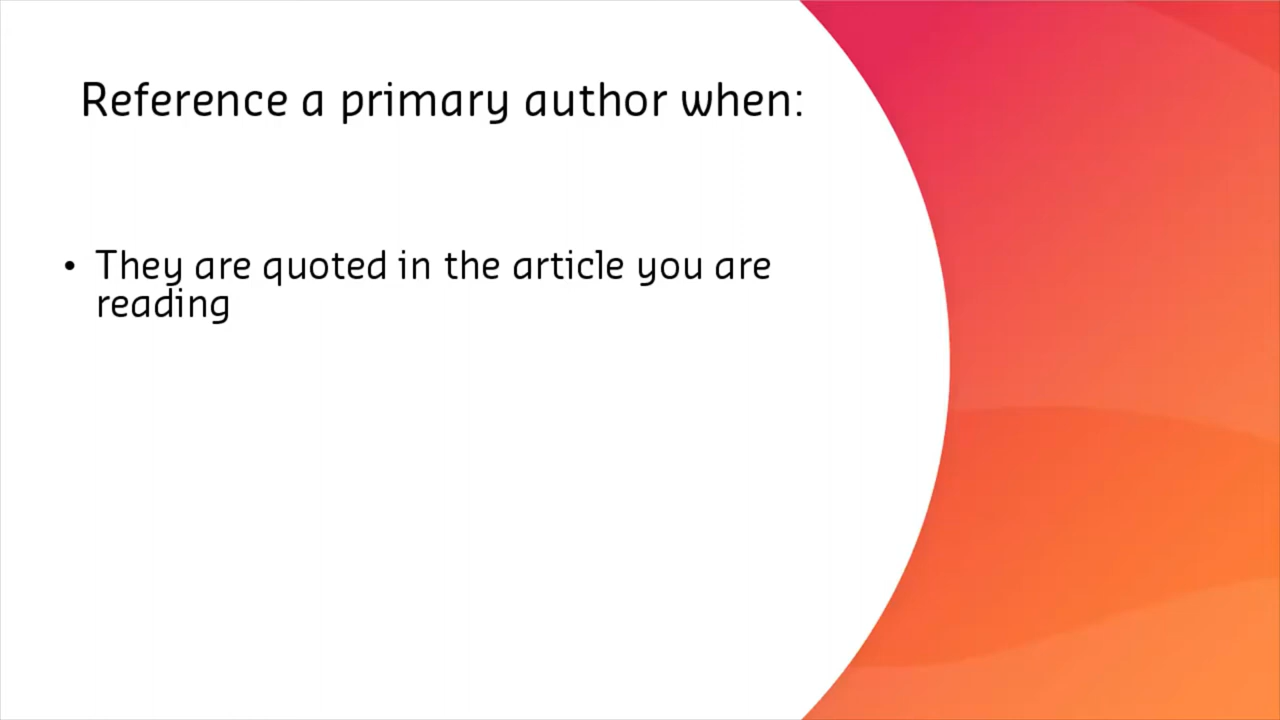 Reference a primary author when:
• They are quoted in the article you are
reading